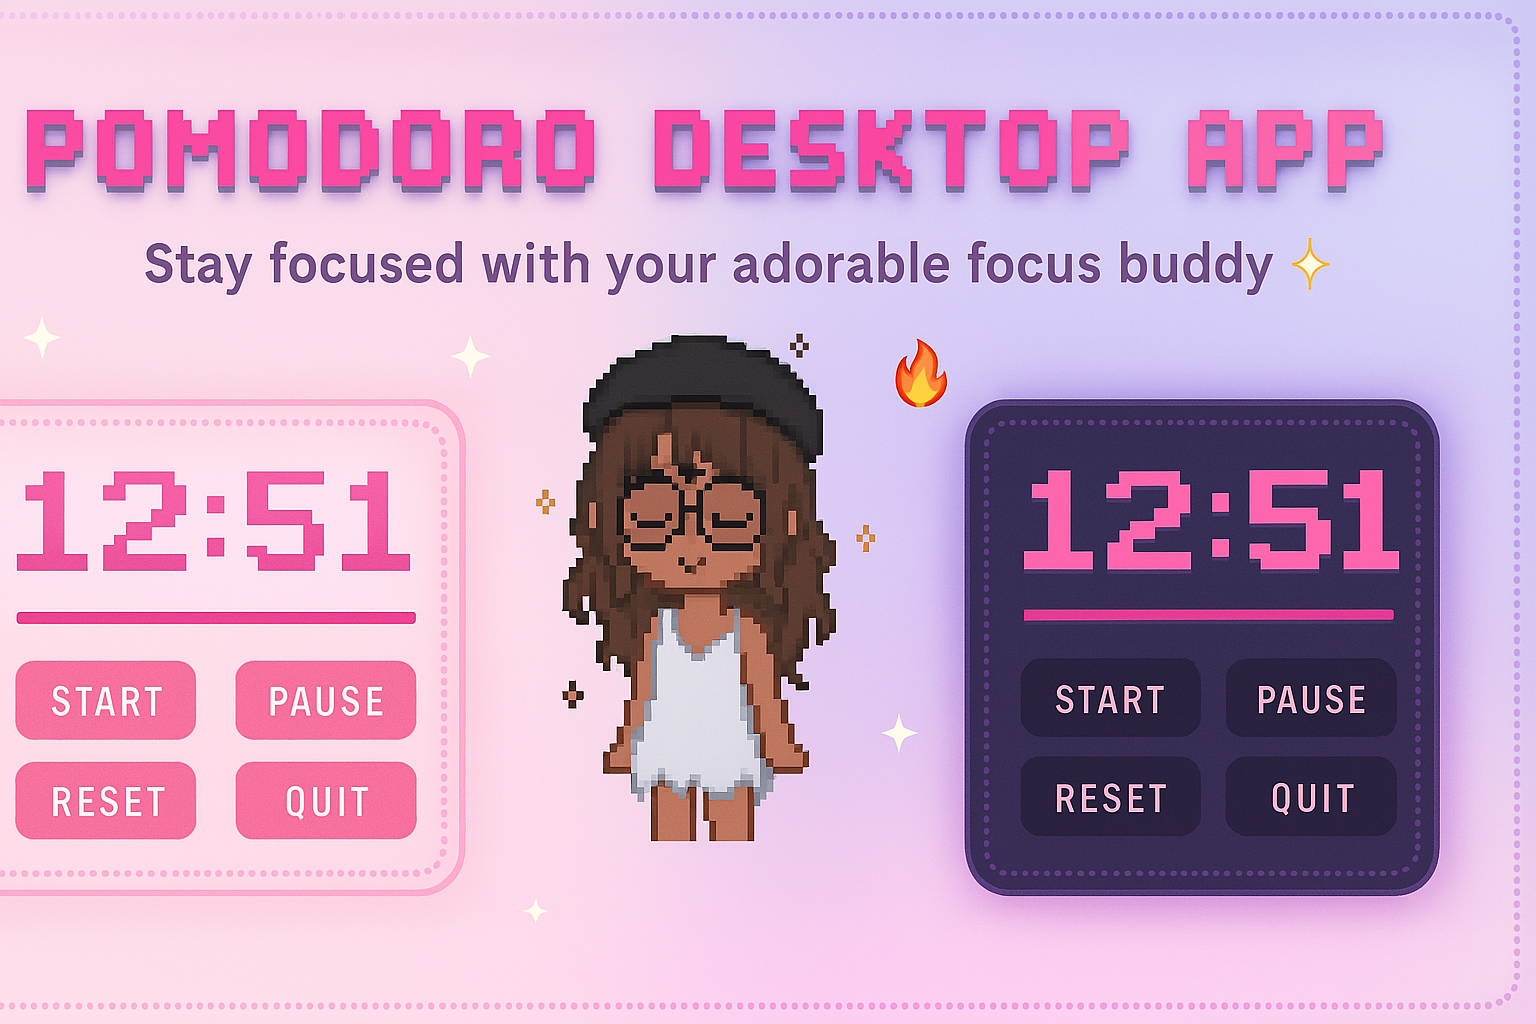 POMODORO DESKTOP APP
Stay focused with your adorable focus buddy
12:51
START PAUSE
RESET QUIT
12:51
START PAUSE
RESET QUIT